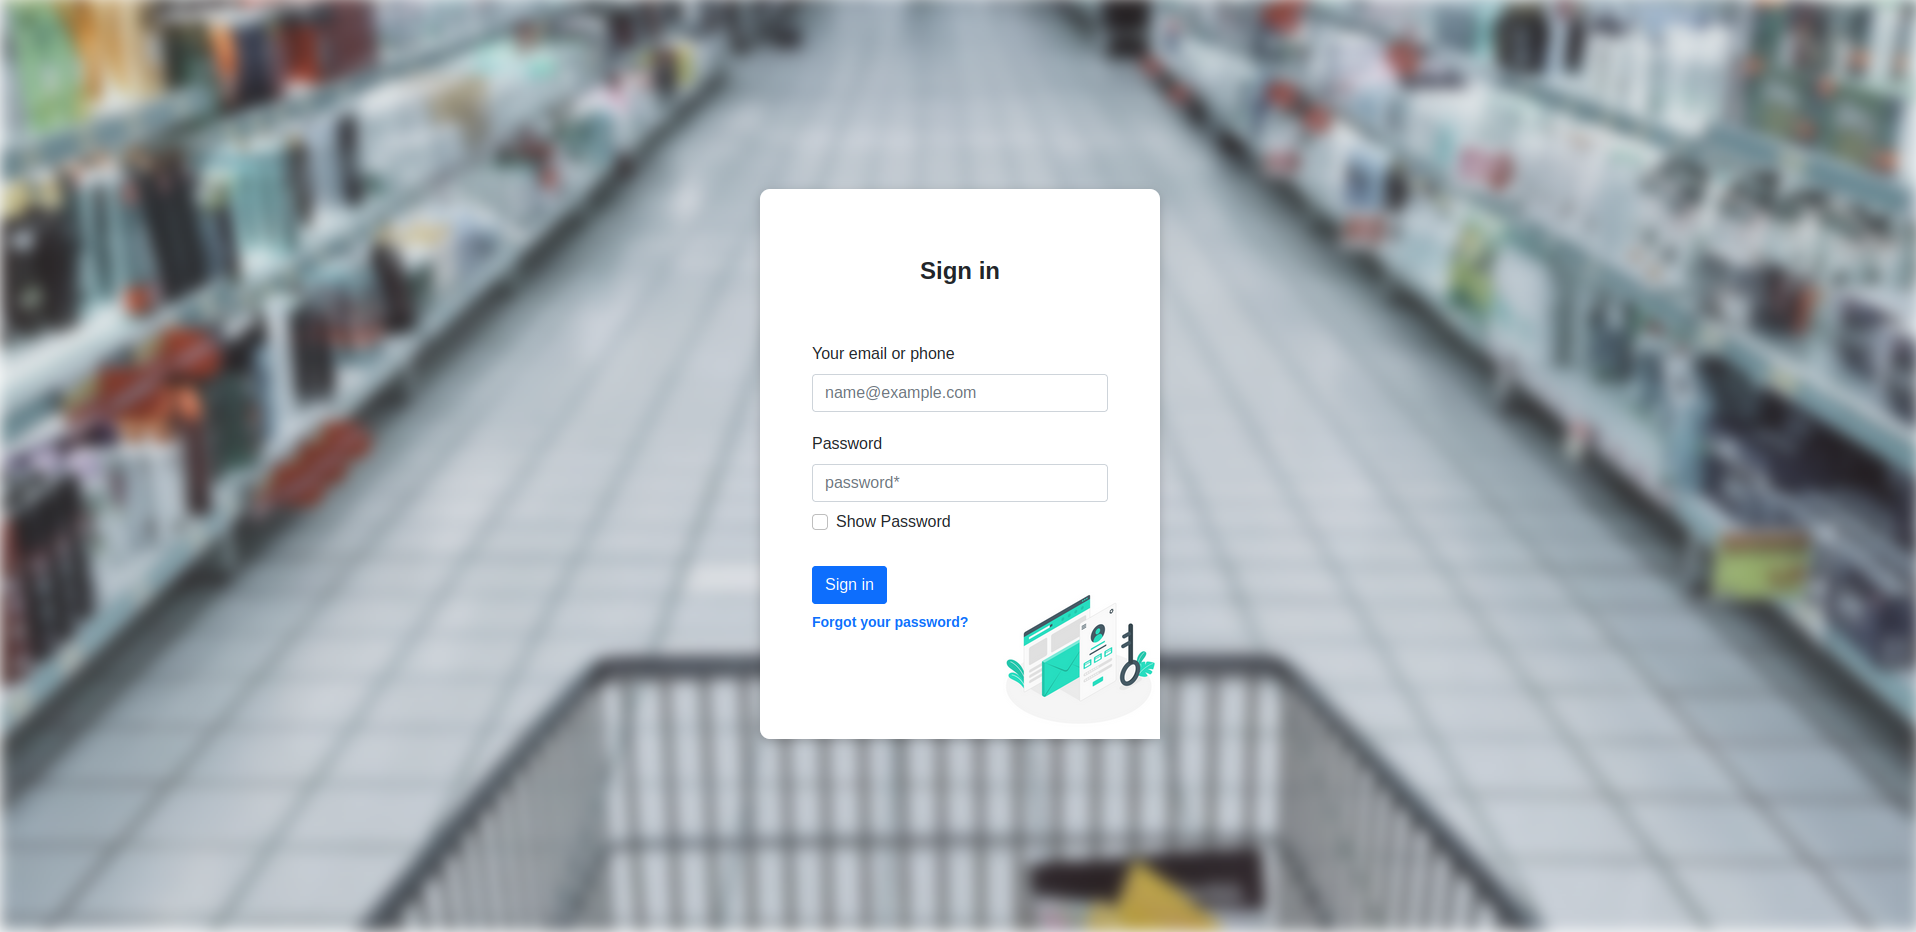 Sign in
Your email or phone
name@example.com
Password
password*
Show Password
Sign in
Forgot your password?